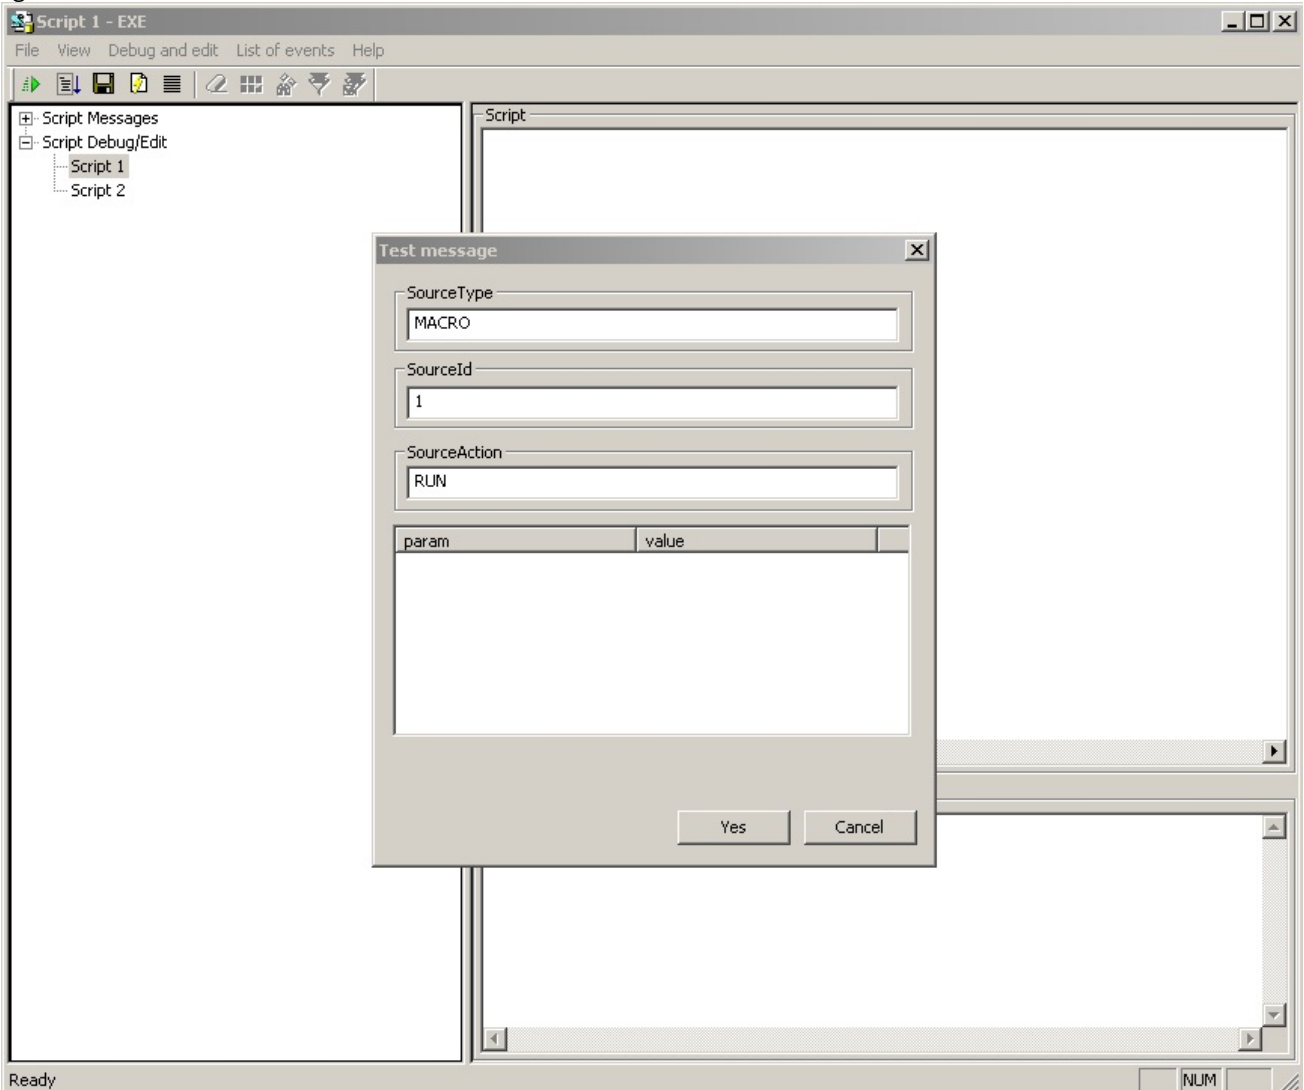 Script 1 - EXE
File View Debug and edit List of events Help
Script Messages
Script Debug/Edit
Script 1
Script 2
Script
Test message
SourceType
MACRO
SourceId
1
SourceAction
RUN
param value
Yes Cancel
Ready NUM